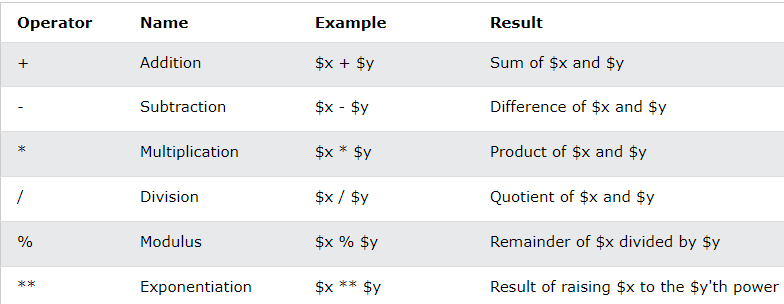 Operator Name Example Result
+ Addition $x + $y Sum of $x and $y
- Subtraction $x - $y Difference of $x and $y
* Multiplication $x * $y Product of $x and $y
/ Division $x / $y Quotient of $x and $y
% Modulus $x % $y Remainder of $x divided by $y
** Exponentiation $x ** $y Result of raising $x to the $y'th power